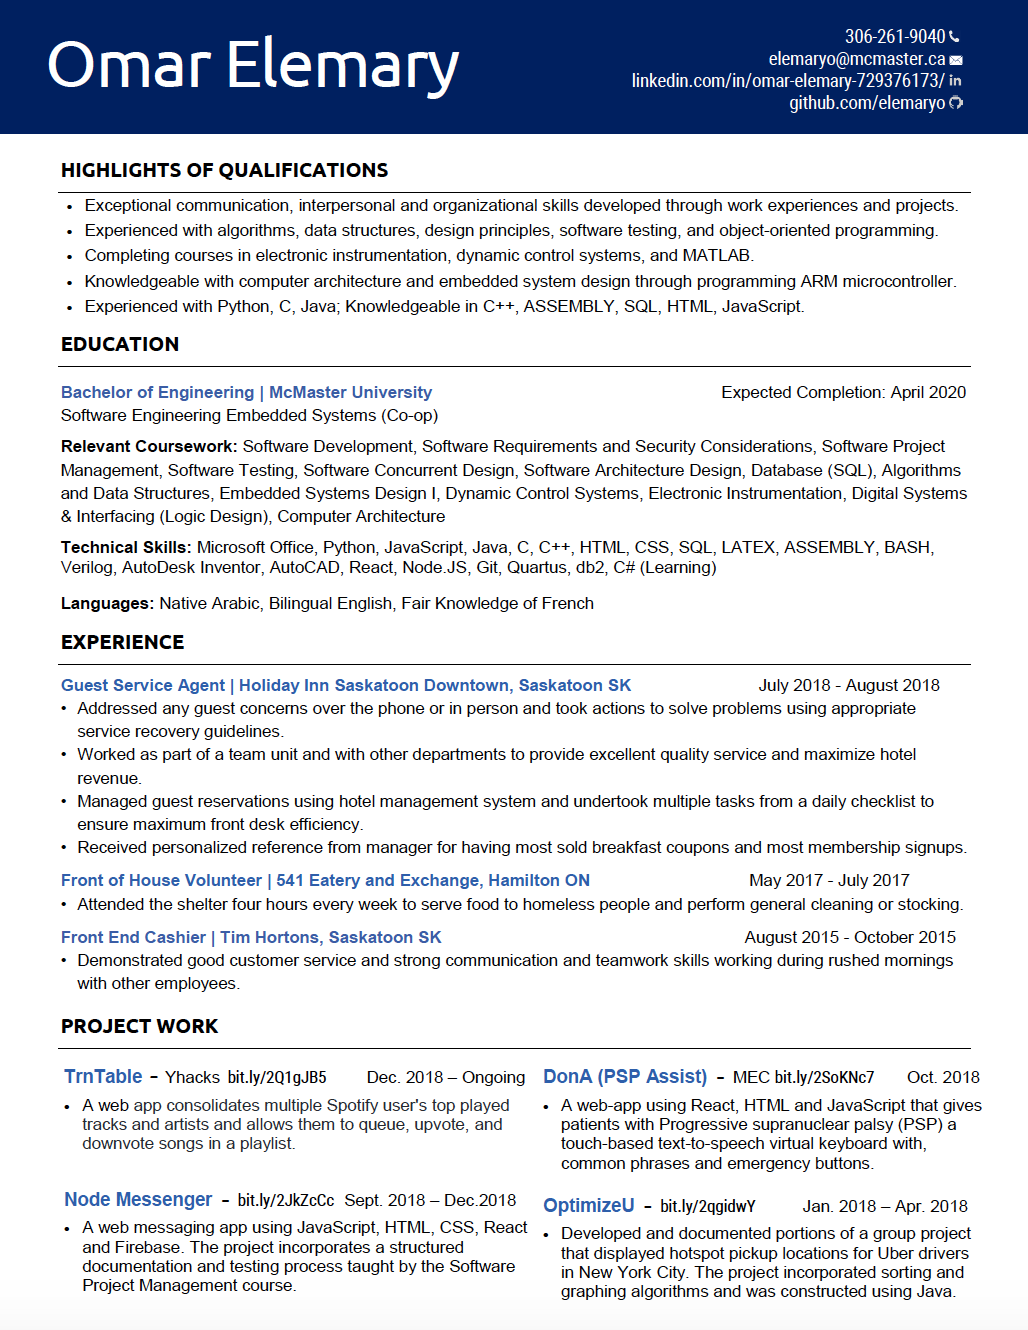 Omar Elemary
306-261-9040
elemaryo@mcmaster.ca
linkedin.com/in/omar-elemary-729376173/
github.com/elemaryo
HIGHLIGHTS OF QUALIFICATIONS
• Exceptional communication, interpersonal and organizational skills developed through work experiences and projects.
• Experienced with algorithms, data structures, design principles, software testing, and object-oriented programming.
• Completing courses in electronic instrumentation, dynamic control systems, and MATLAB.
• Knowledgeable with computer architecture and embedded system design through programming ARM microcontroller.
• Experienced with Python, C, Java; Knowledgeable in C++, ASSEMBLY, SQL, HTML, JavaScript.
EDUCATION
Bachelor of Engineering | McMaster University Expected Completion: April 2020
Software Engineering Embedded Systems (Co-op)
Relevant Coursework: Software Development, Software Requirements and Security Considerations, Software Project
Management, Software Testing, Software Concurrent Design, Software Architecture Design, Database (SQL), Algorithms
and Data Structures, Embedded Systems Design I, Dynamic Control Systems, Electronic Instrumentation, Digital Systems
& Interfacing (Logic Design), Computer Architecture
Technical Skills: Microsoft Office, Python, JavaScript, Java, C, C++, HTML, CSS, SQL, LATEX, ASSEMBLY, BASH,
Verilog, AutoDesk Inventor, AutoCAD, React, Node.JS, Git, Quartus, db2, C# (Learning)
Languages: Native Arabic, Bilingual English, Fair Knowledge of French
EXPERIENCE
Guest Service Agent | Holiday Inn Saskatoon Downtown, Saskatoon SK July 2018 - August 2018
• Addressed any guest concerns over the phone or in person and took actions to solve problems using appropriate
service recovery guidelines.
• Worked as part of a team unit and with other departments to provide excellent quality service and maximize hotel
revenue.
• Managed guest reservations using hotel management system and undertook multiple tasks from a daily checklist to
ensure maximum front desk efficiency.
• Received personalized reference from manager for having most sold breakfast coupons and most membership signups.
Front of House Volunteer | 541 Eatery and Exchange, Hamilton ON May 2017 - July 2017
• Attended the shelter four hours every week to serve food to homeless people and perform general cleaning or stocking.
Front End Cashier | Tim Hortons, Saskatoon SK August 2015 - October 2015
• Demonstrated good customer service and strong communication and teamwork skills working during rushed mornings
with other employees.
PROJECT WORK
TrnTable - Yhacks bit.ly/2Q1gJB5 Dec. 2018 – Ongoing
• A web app consolidates multiple Spotify user's top played
tracks and artists and allows them to queue, upvote, and
downvote songs in a playlist.
Node Messenger - bit.ly/2JkZcCc Sept. 2018 – Dec.2018
• A web messaging app using JavaScript, HTML, CSS, React
and Firebase. The project incorporates a structured
documentation and testing process taught by the Software
Project Management course.
DonA (PSP Assist) - MEC bit.ly/2SoKNc7 Oct. 2018
• A web-app using React, HTML and JavaScript that gives
patients with Progressive supranuclear palsy (PSP) a
touch-based text-to-speech virtual keyboard with,
common phrases and emergency buttons.
OptimizeU - bit.ly/2qgidwY Jan. 2018 – Apr. 2018
• Developed and documented portions of a group project
that displayed hotspot pickup locations for Uber drivers
in New York City. The project incorporated sorting and
graphing algorithms and was constructed using Java.